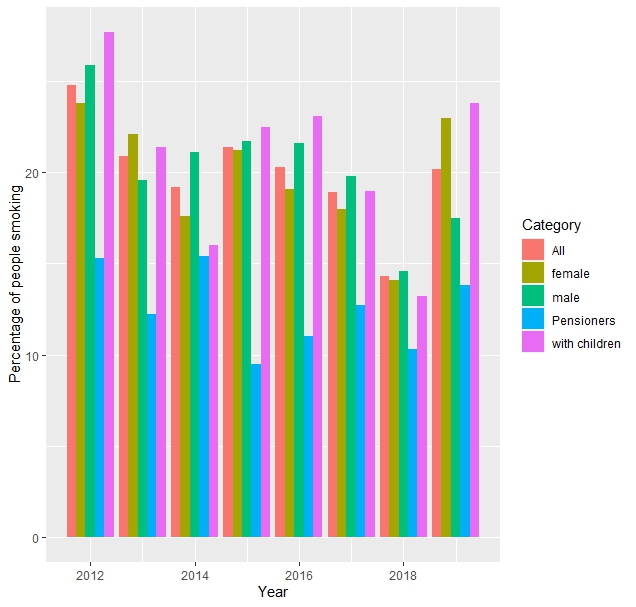 Percentage of people smoking
20
10
0
2012
2014
2016
2018
Year
Category
All
female
male
Pensioners
with children